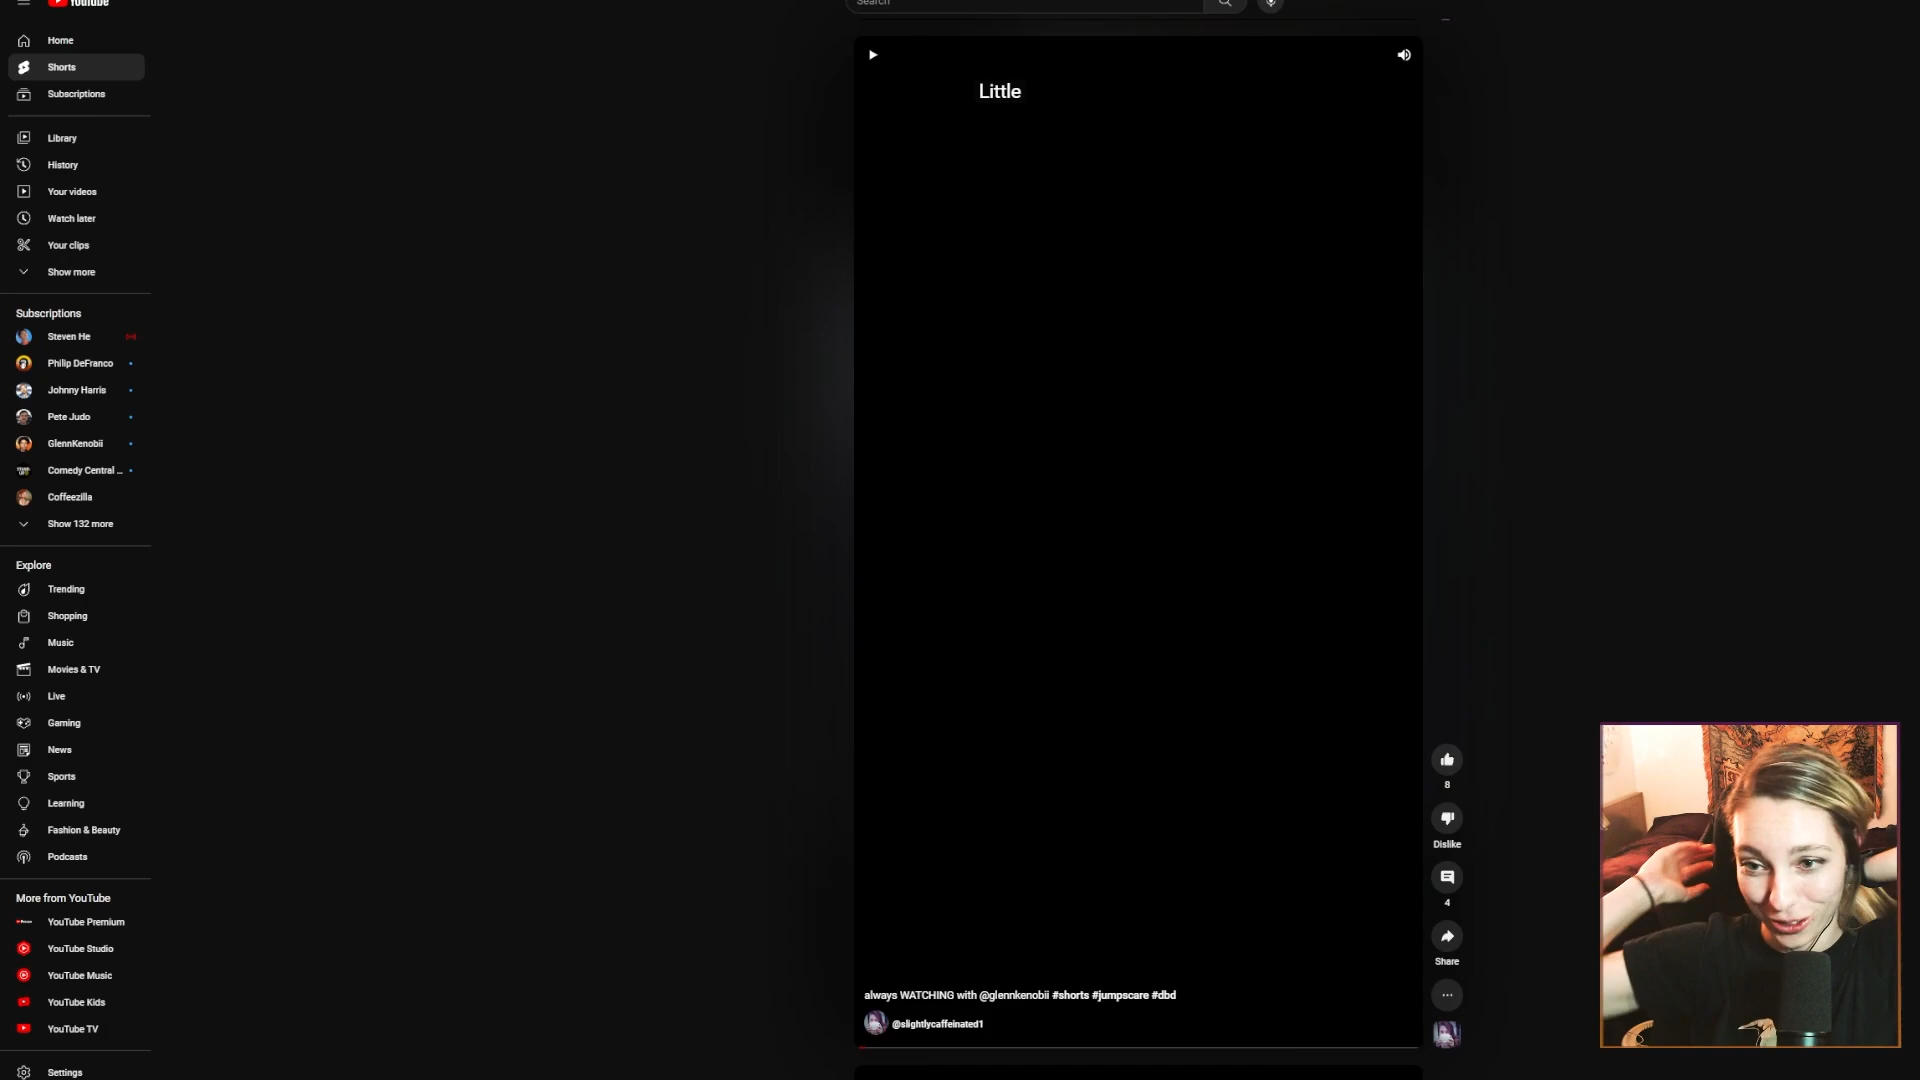 YouTube
Search
Home
Shorts
Subscriptions
Library
History
Your videos
Watch later
Your clips
Show more
Subscriptions
Steven He
Philip DeFranco
Johnny Harris
Pete Judo
GlennKenobii
Comedy Central ...
Coffeezilla
Show 132 more
Explore
Trending
Shopping
Music
Movies & TV
Live
Gaming
News
Sports
Learning
Fashion & Beauty
Podcasts
More from YouTube
YouTube Premium
YouTube Studio
YouTube Music
YouTube Kids
YouTube TV
Settings
Little
8
Dislike
4
Share
always WATCHING with @glennkenobii #shorts #jumpscare #dbd
@slightlycaffeinated1